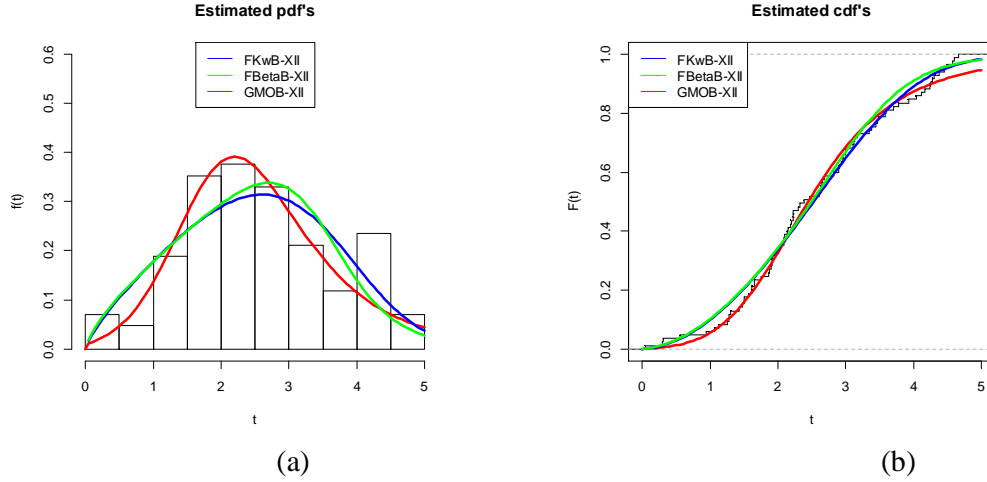 Estimated pdf's
FKwB-XII
FBetaB-XII
GMOB-XII
f(t)
0.6
0.5
0.4
0.3
0.2
0.1
0.0
0 1 2 3 4 5
t
(a)
Estimated cdf's
FKwB-XII
FBetaB-XII
GMOB-XII
F(t)
1.0
0.8
0.6
0.4
0.2
0.0
0 1 2 3 4 5
t
(b)